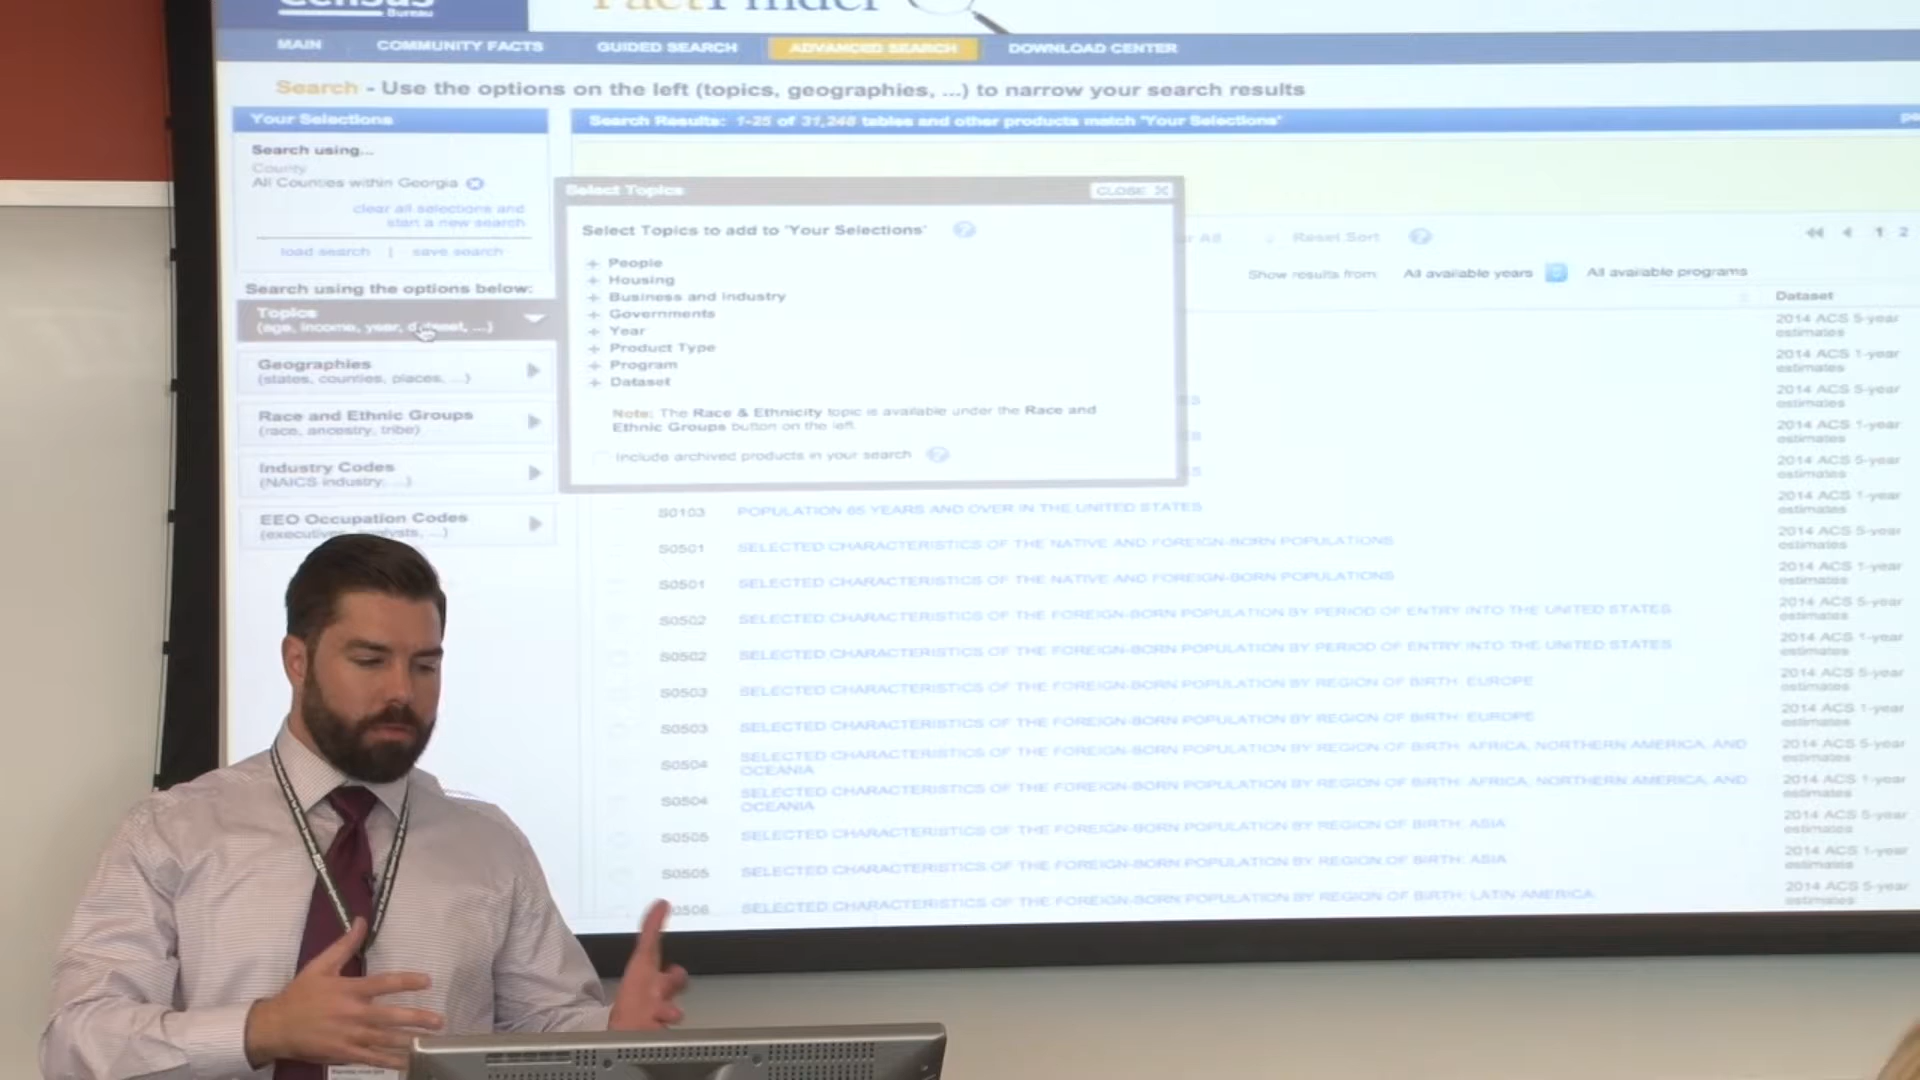 Census
Bureau
FactFinder
MAIN
COMMUNITY FACTS
GUIDED SEARCH
ADVANCED SEARCH
DOWNLOAD CENTER
Search - Use the options on the left (topics, geographies, ...) to narrow your search results
Your Selections
Search using...
County
All Counties within Georgia
clear all selections and
start a new search
load search | save search
Search using the options below:
Topics
(age, income, year, dataset, ...)
Geographies
(states, counties, places, ...)
Race and Ethnic Groups
(race, ancestry, tribe)
Industry Codes
(NAICS industry, ...)
EEO Occupation Codes
(executives, analysts, ...)
Search Results: 1-25 of 31,248 tables and other products match 'Your Selections'
Select Topics
CLOSE X
Select Topics to add to 'Your Selections'
?
+ People
+ Housing
+ Business and Industry
+ Governments
+ Year
+ Product Type
+ Program
+ Dataset
Note: The Race & Ethnicity topic is available under the Race and
Ethnic Groups button on the left.
Include archived products in your search
?
All
Reset Sort
?
1 2
Show results from: All available years All available programs
Dataset
2014 ACS 5-year
estimates
2014 ACS 1-year
estimates
2014 ACS 5-year
estimates
2014 ACS 1-year
estimates
2014 ACS 5-year
estimates
S0103 POPULATION 65 YEARS AND OVER IN THE UNITED STATES 2014 ACS 1-year
estimates
S0501 SELECTED CHARACTERISTICS OF THE NATIVE AND FOREIGN-BORN POPULATIONS 2014 ACS 5-year
estimates
S0501 SELECTED CHARACTERISTICS OF THE NATIVE AND FOREIGN-BORN POPULATIONS 2014 ACS 1-year
estimates
S0502 SELECTED CHARACTERISTICS OF THE FOREIGN-BORN POPULATION BY PERIOD OF ENTRY INTO THE UNITED STATES 2014 ACS 5-year
estimates
S0502 SELECTED CHARACTERISTICS OF THE FOREIGN-BORN POPULATION BY PERIOD OF ENTRY INTO THE UNITED STATES 2014 ACS 1-year
estimates
S0503 SELECTED CHARACTERISTICS OF THE FOREIGN-BORN POPULATION BY REGION OF BIRTH: EUROPE 2014 ACS 5-year
estimates
S0503 SELECTED CHARACTERISTICS OF THE FOREIGN-BORN POPULATION BY REGION OF BIRTH: EUROPE 2014 ACS 1-year
estimates
S0504 SELECTED CHARACTERISTICS OF THE FOREIGN-BORN POPULATION BY REGION OF BIRTH: AFRICA, NORTHERN AMERICA, AND 2014 ACS 5-year
OCEANIA estimates
S0504 SELECTED CHARACTERISTICS OF THE FOREIGN-BORN POPULATION BY REGION OF BIRTH: AFRICA, NORTHERN AMERICA, AND 2014 ACS 1-year
OCEANIA estimates
S0505 SELECTED CHARACTERISTICS OF THE FOREIGN-BORN POPULATION BY REGION OF BIRTH: ASIA 2014 ACS 5-year
estimates
S0505 SELECTED CHARACTERISTICS OF THE FOREIGN-BORN POPULATION BY REGION OF BIRTH: ASIA 2014 ACS 1-year
estimates
0506 SELECTED CHARACTERISTICS OF THE FOREIGN-BORN POPULATION BY REGION OF BIRTH: LATIN AMERICA 2014 ACS 5-year
estimates